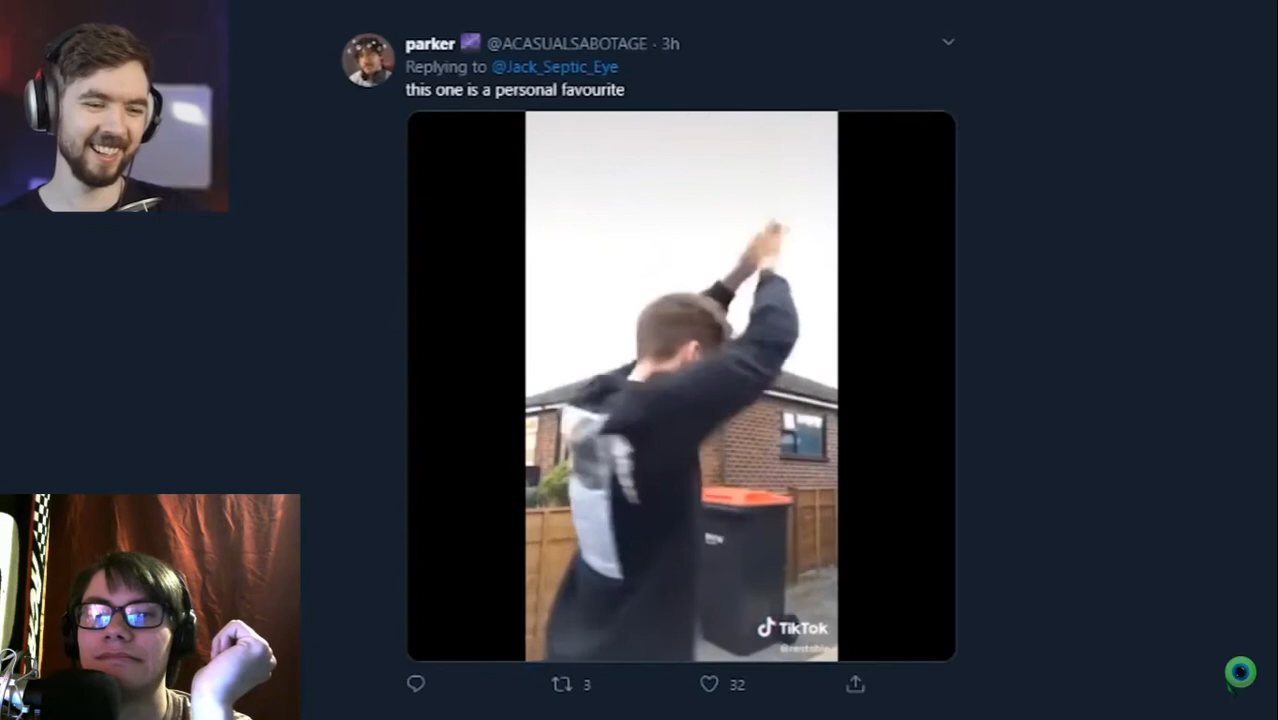 parker @ACASUALSABOTAGE · 3h
Replying to @Jack_Septic_Eye
this one is a personal favourite
TikTok
3
32